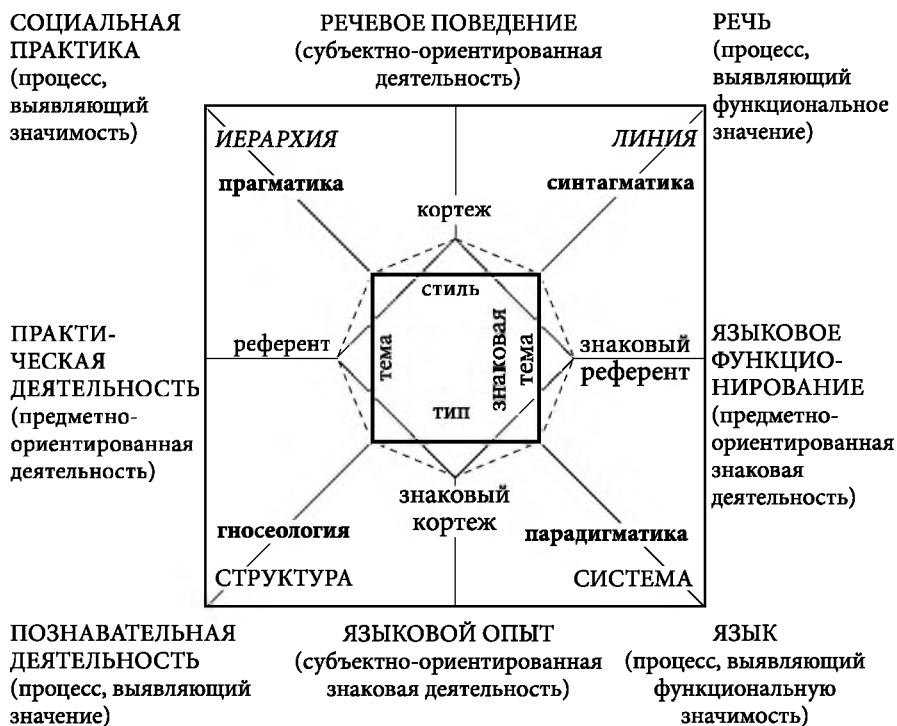 СОЦИАЛЬНАЯ
ПРАКТИКА
(процесс,
выявляющий
значимость)
РЕЧЕВОЕ ПОВЕДЕНИЕ
(субъектно-ориентированная
деятельность)
РЕЧЬ
(процесс,
выявляющий
функциональное
значение)
ИЕРАРХИЯ
ЛИНИЯ
прагматика
синтагматика
кортеж
стиль
ПРАКТИ-
ЧЕСКАЯ
ДЕЯТЕЛЬНОСТЬ
(предметно-
ориентированная
деятельность)
референт
тема
знаковая
тема
знаковый
референт
ЯЗЫКОВОЕ
ФУНКЦИО-
НИРОВАНИЕ
(предметно-
ориентированная
знаковая
деятельность)
тип
знаковый
кортеж
гносеология
парадигматика
СТРУКТУРА
СИСТЕМА
ПОЗНАВАТЕЛЬНАЯ
ДЕЯТЕЛЬНОСТЬ
(процесс, выявляющий
значение)
ЯЗЫКОВОЙ ОПЫТ
(субъектно-ориентированная
знаковая деятельность)
ЯЗЫК
(процесс, выявляющий
функциональную
значимость)